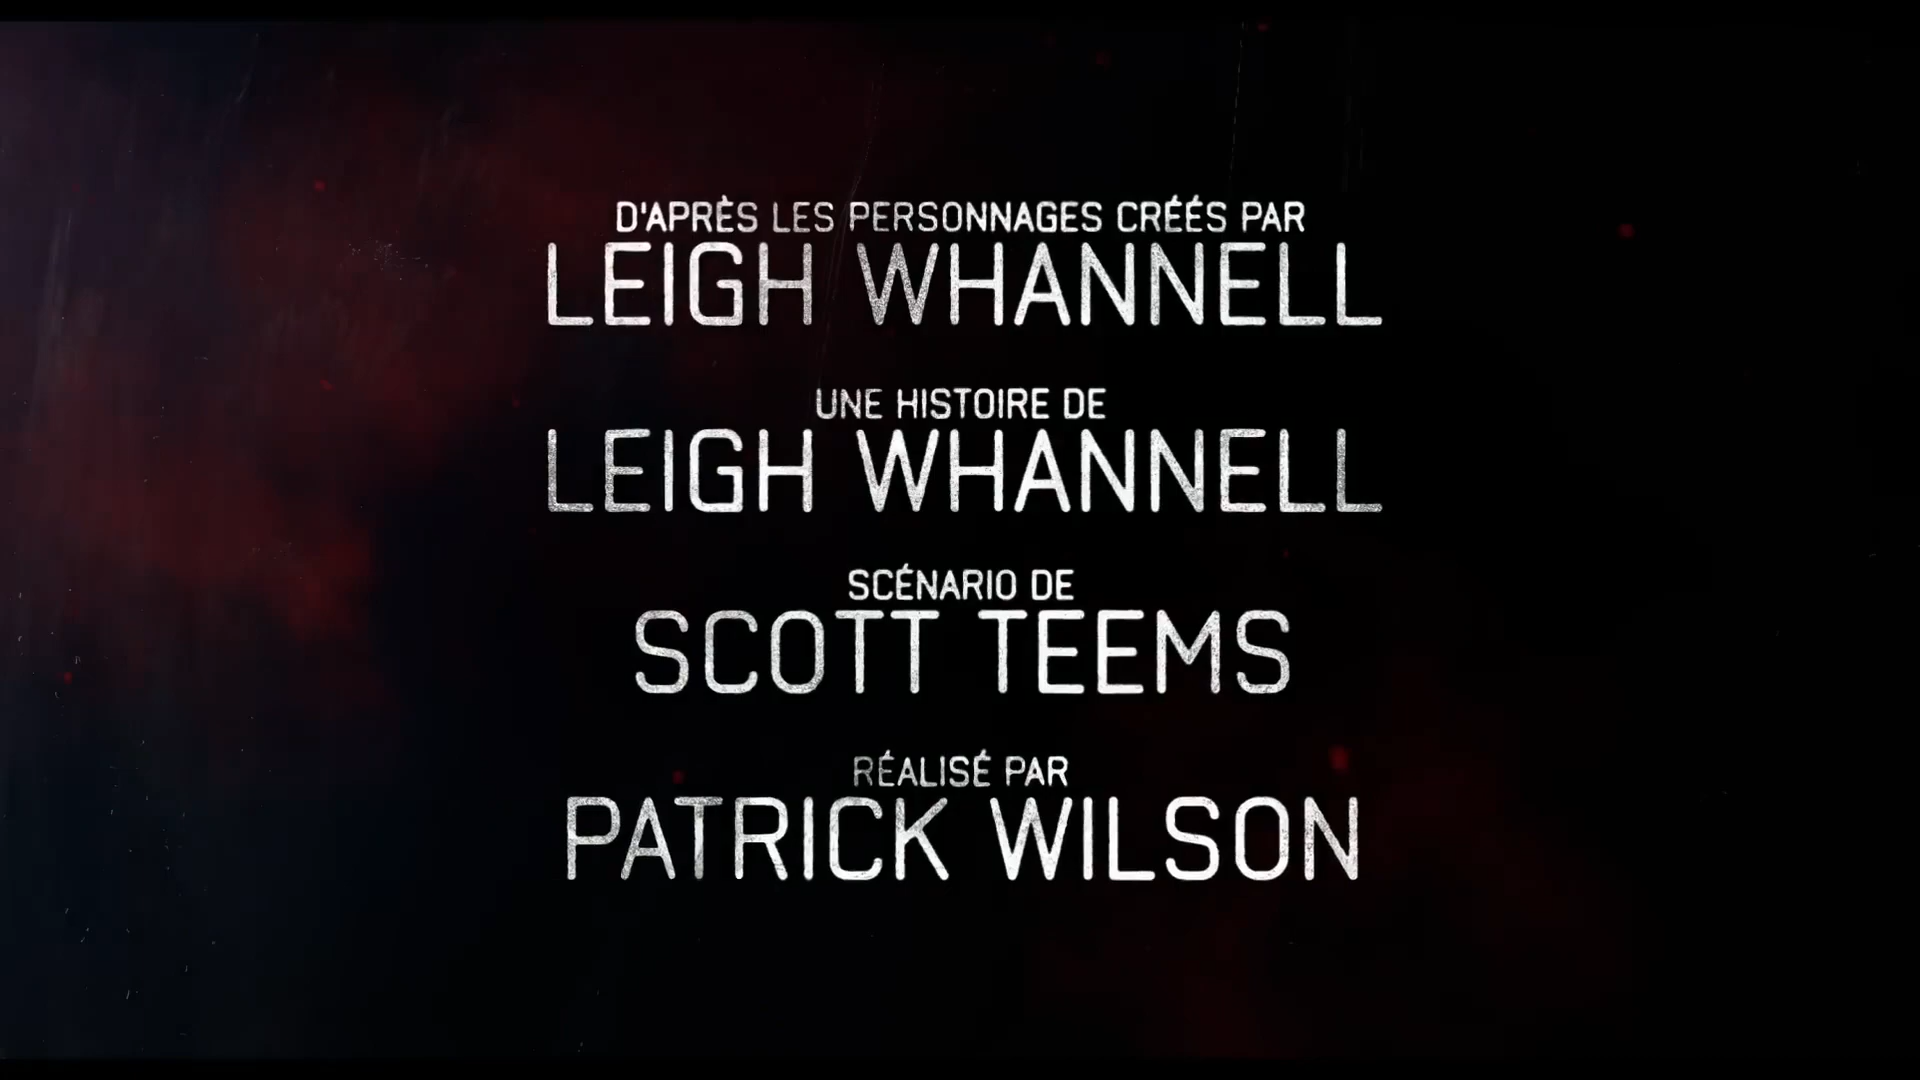 D'APRÈS LES PERSONNAGES CRÉÉS PAR
LEIGH WHANNELL
UNE HISTOIRE DE
LEIGH WHANNELL
SCÉNARIO DE
SCOTT TEEMS
RÉALISÉ PAR
PATRICK WILSON